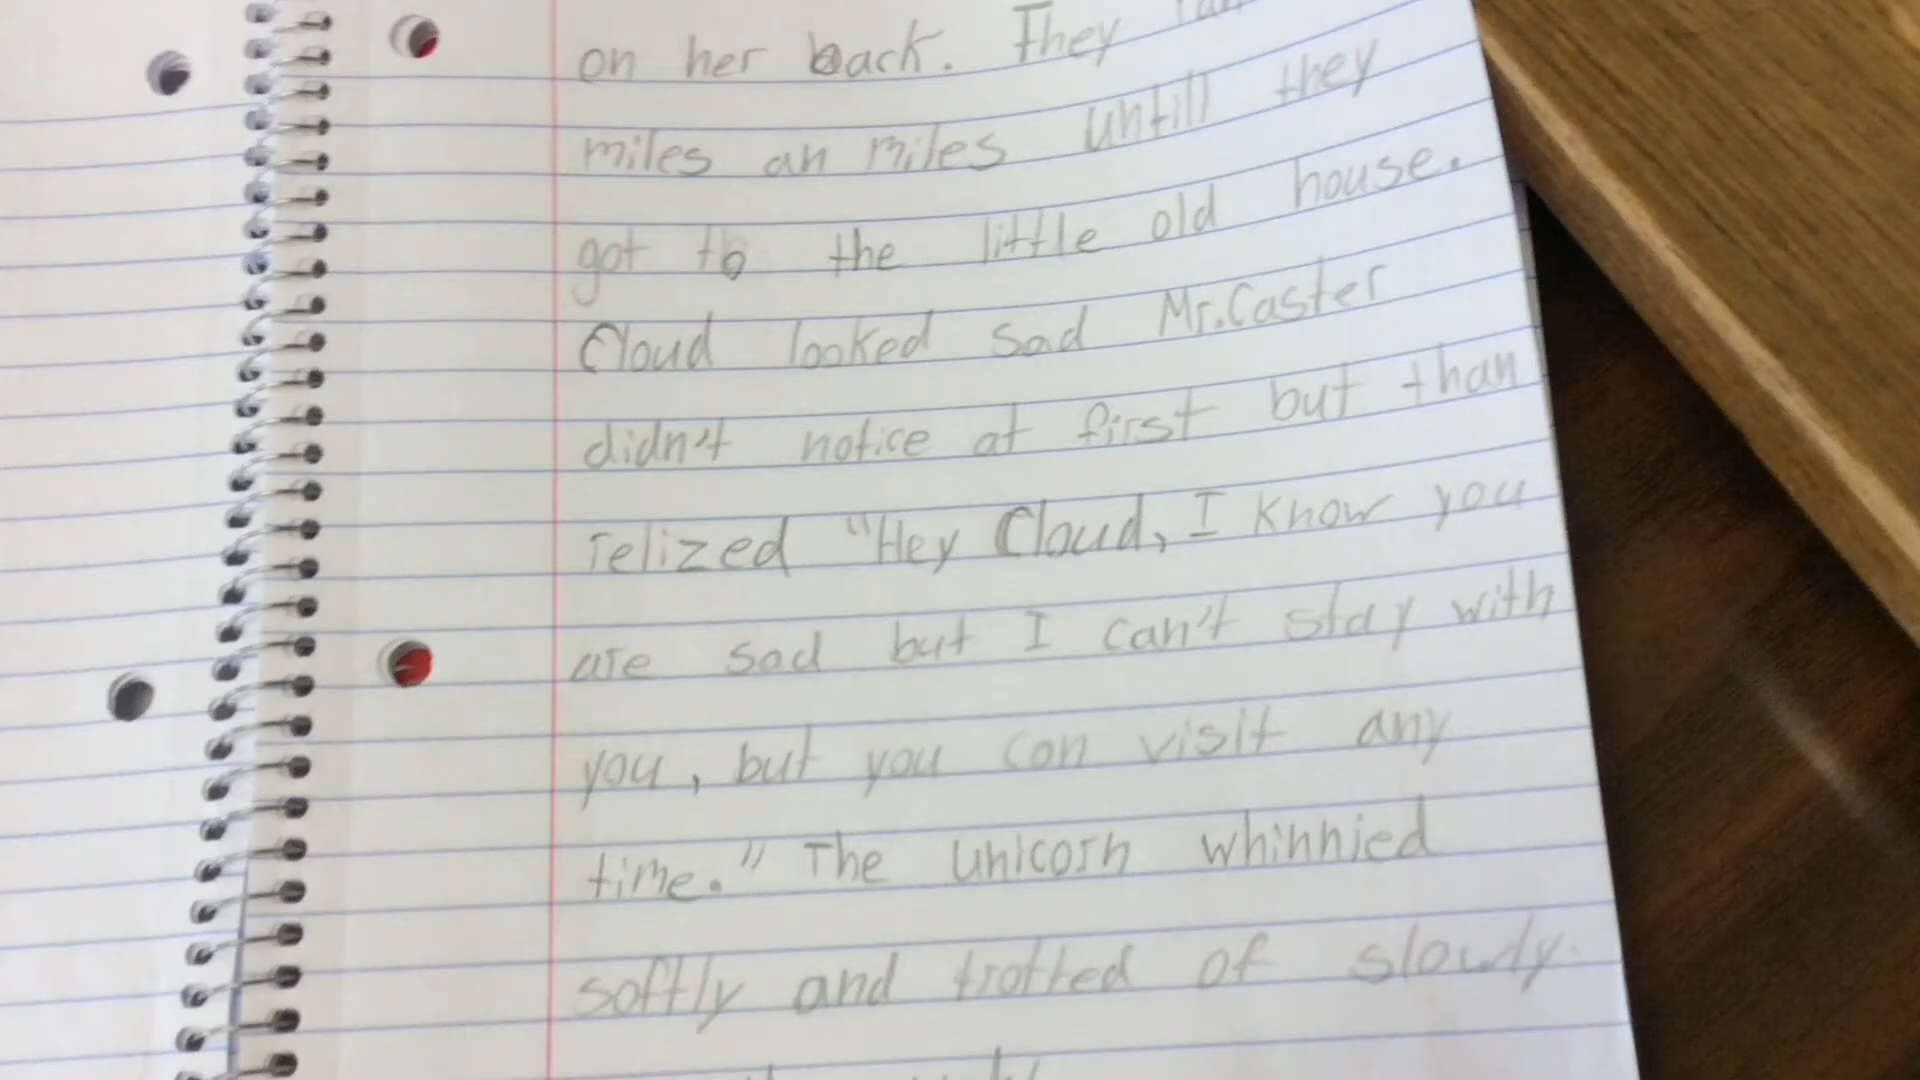 on her back. They ran
miles an miles untill they
got to the little old house.
Cloud looked sad Mr.Caster
didn't notice at first but than
relized "Hey Cloud, I know you
are sad but I can't stay with
you, but you can visit any
time." The unicorn whinnied
softly and trotted of slowly.